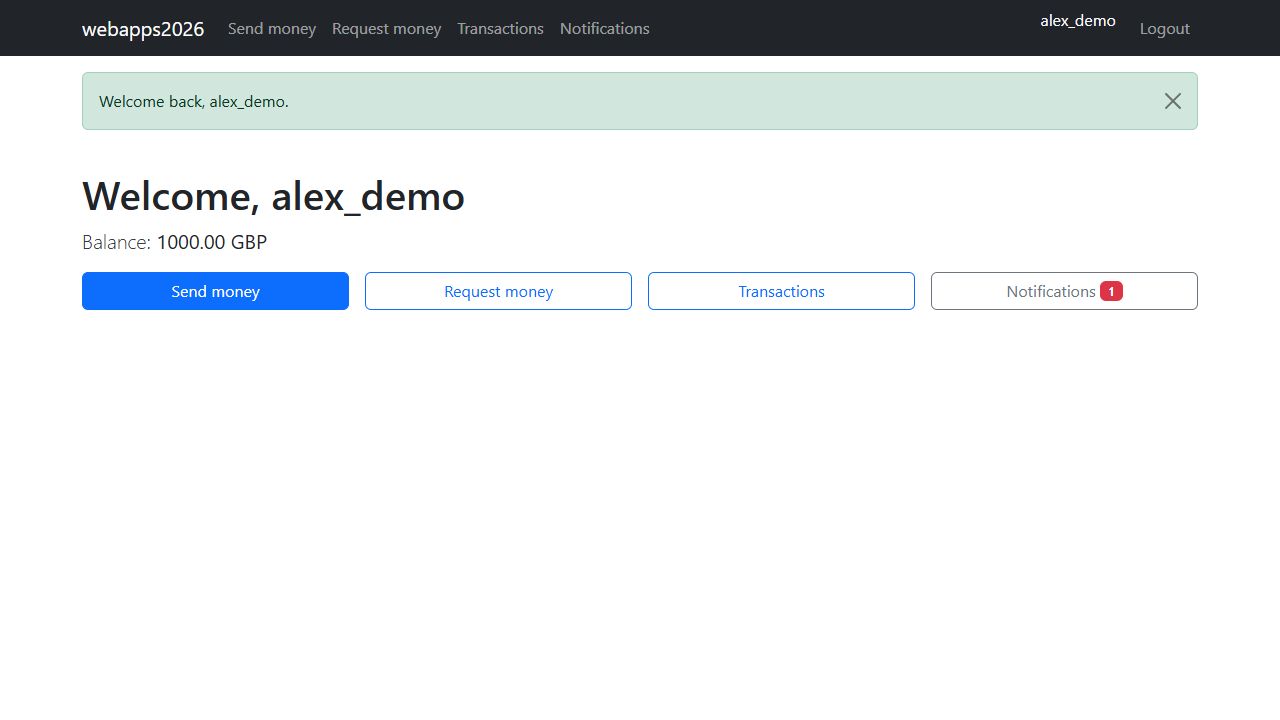 webapps2026 Send money Request money Transactions Notifications alex_demo Logout
Welcome back, alex_demo.
Welcome, alex_demo
Balance: 1000.00 GBP
Send money Request money Transactions Notifications 1